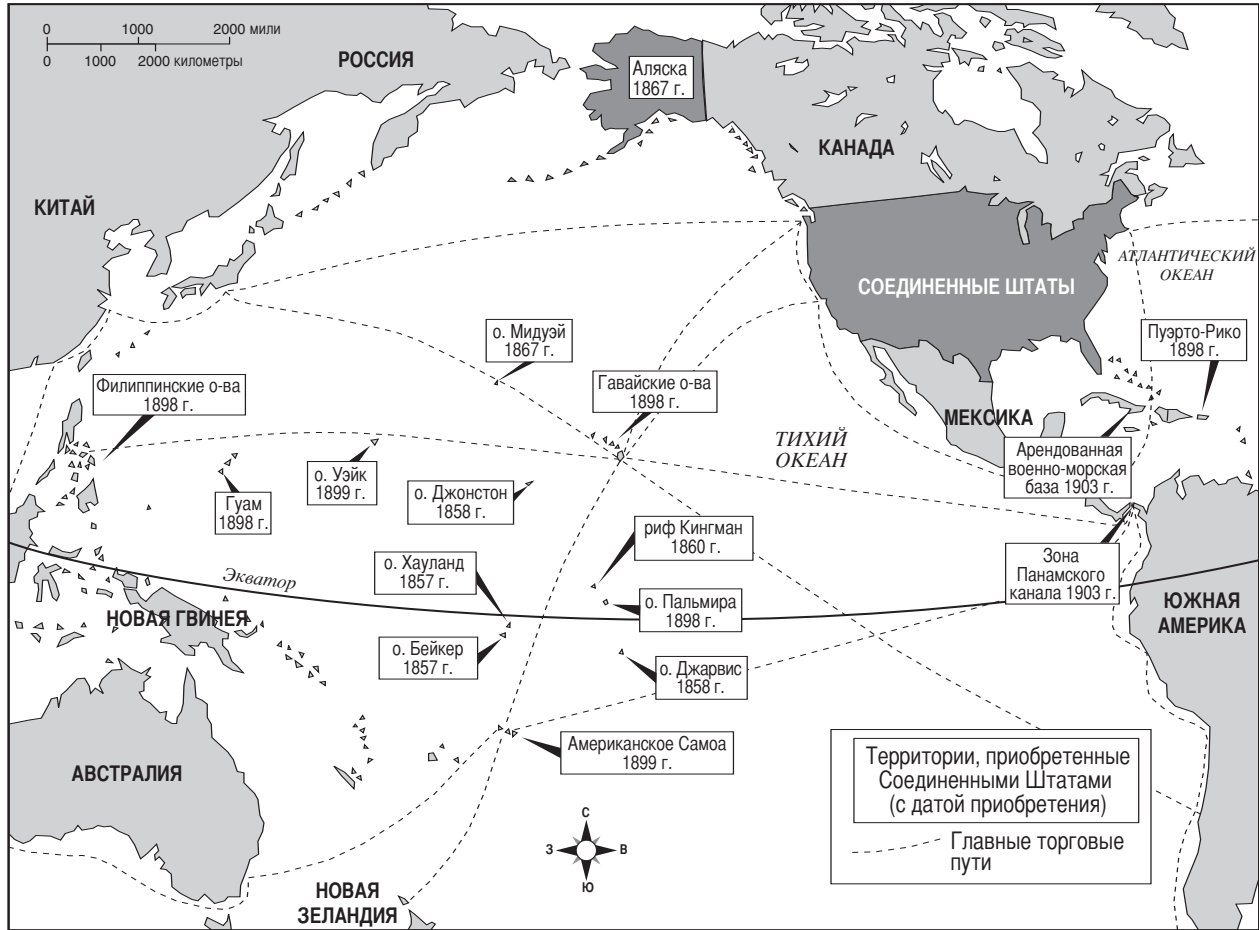 0 1000 2000 мили
0 1000 2000 километры
РОССИЯ
Аляска
1867 г.
КАНАДА
КИТАЙ
АТЛАНТИЧЕСКИЙ
ОКЕАН
СОЕДИНЕННЫЕ ШТАТЫ
о. Мидуэй
1867 г.
Пуэрто-Рико
1898 г.
Филиппинские о-ва
1898 г.
Гавайские о-ва
1898 г.
МЕКСИКА
ТИХИЙ
ОКЕАН
Арендованная
военно-морская
база 1903 г.
о. Уэйк
1899 г.
о. Джонстон
1858 г.
Гуам
1898 г.
риф Кингман
1860 г.
Зона
Панамского
канала 1903 г.
о. Хауланд
1857 г.
Экватор
о. Пальмира
1898 г.
НОВАЯ ГВИНЕЯ
ЮЖНАЯ
АМЕРИКА
о. Бейкер
1857 г.
о. Джарвис
1858 г.
Американское Самоа
1899 г.
АВСТРАЛИЯ
Территории, приобретенные
Соединенными Штатами
(с датой приобретения)
Главные торговые
пути
С
З В
Ю
НОВАЯ
ЗЕЛАНДИЯ